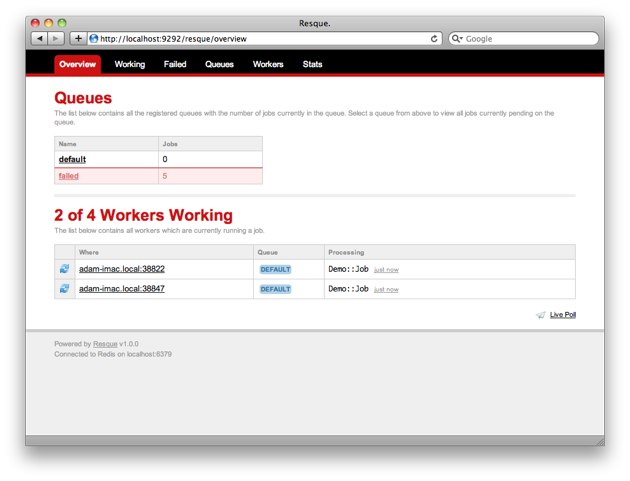 Resque.
http://localhost:9292/resque/overview
Google
Overview Working Failed Queues Workers Stats
Queues
The list below contains all the registered queues with the number of jobs currently in the queue. Select a queue from above to view all jobs currently pending on the
queue.
Name Jobs
default 0
failed 5
2 of 4 Workers Working
The list below contains all workers which are currently running a job.
Where Queue Processing
adam-imac.local:38822 DEFAULT Demo::Job just now
adam-imac.local:38847 DEFAULT Demo::Job just now
Live Poll
Powered by Resque v1.0.0
Connected to Redis on localhost:6379